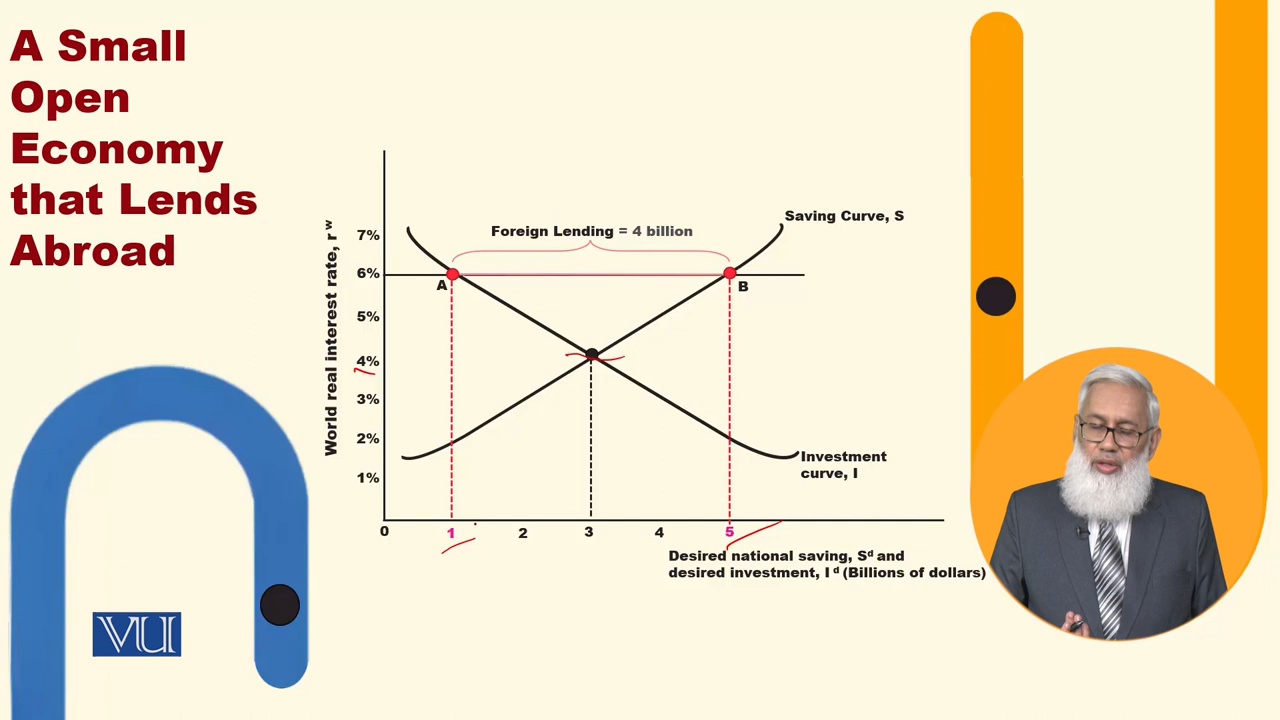 A Small
Open
Economy
that Lends
Abroad
Saving Curve, S
Foreign Lending = 4 billion
World real interest rate, rʷ
7%
6%
5%
4%
3%
2%
1%
A
B
Investment
curve, I
0
1
2
3
4
5
Desired national saving, Sᵈ and
desired investment, Iᵈ (Billions of dollars)
VU